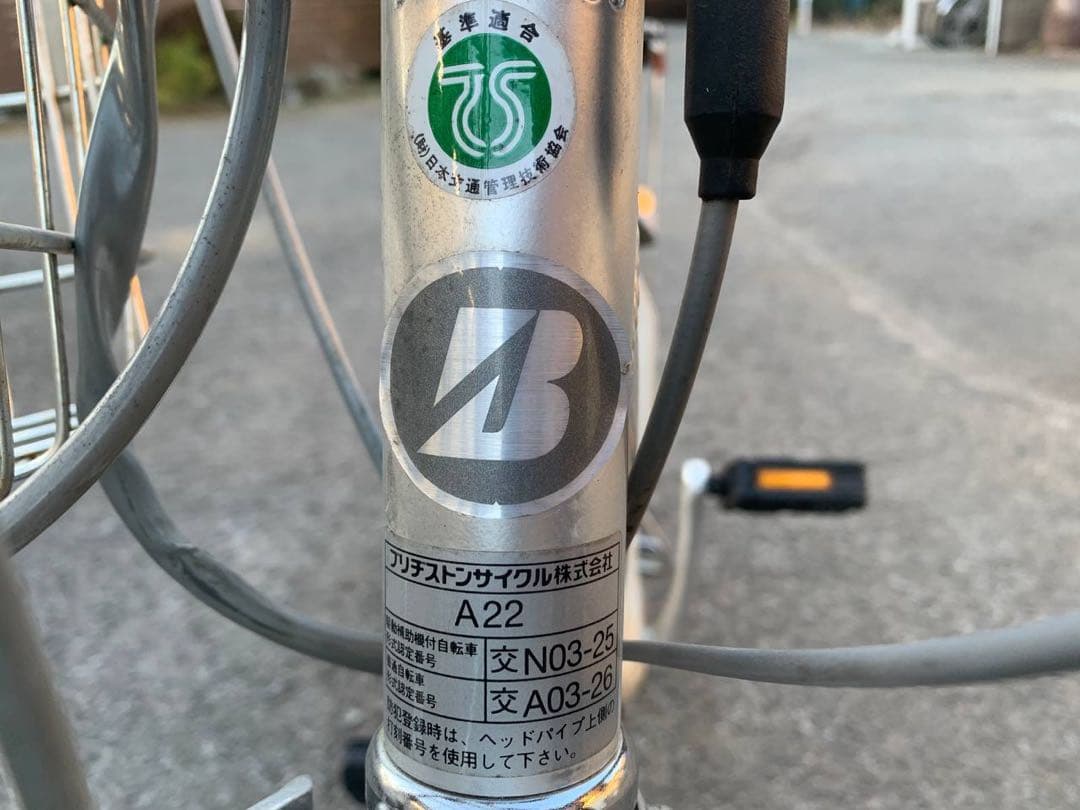 基準適合
TS
(財)日本交通管理技術協会
B
ブリヂストンサイクル株式会社
A22
駆動補助機付自転車
型式認定番号
交N03-25
普通自転車
型式認定番号
交A03-26
防犯登録時は、ヘッドパイプ上側の
打刻番号を使用して下さい。